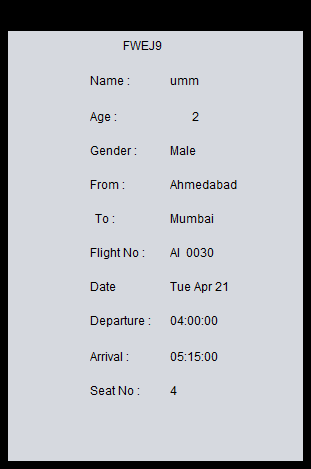 FWEJ9
Name : umm
Age : 2
Gender : Male
From : Ahmedabad
To : Mumbai
Flight No : AI 0030
Date Tue Apr 21
Departure : 04:00:00
Arrival : 05:15:00
Seat No : 4